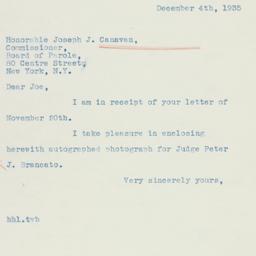 December 4th, 1935
Honorable Joseph J. Canavan,
Commissioner,
Board of Parole,
80 Centre Street,
New York, N.Y.
Dear Joe,
I am in receipt of your letter of
November 20th.
I take pleasure in enclosing
herewith autographed photograph for Judge Peter
J. Brancato.
Very sincerely yours,
hhl.tvb